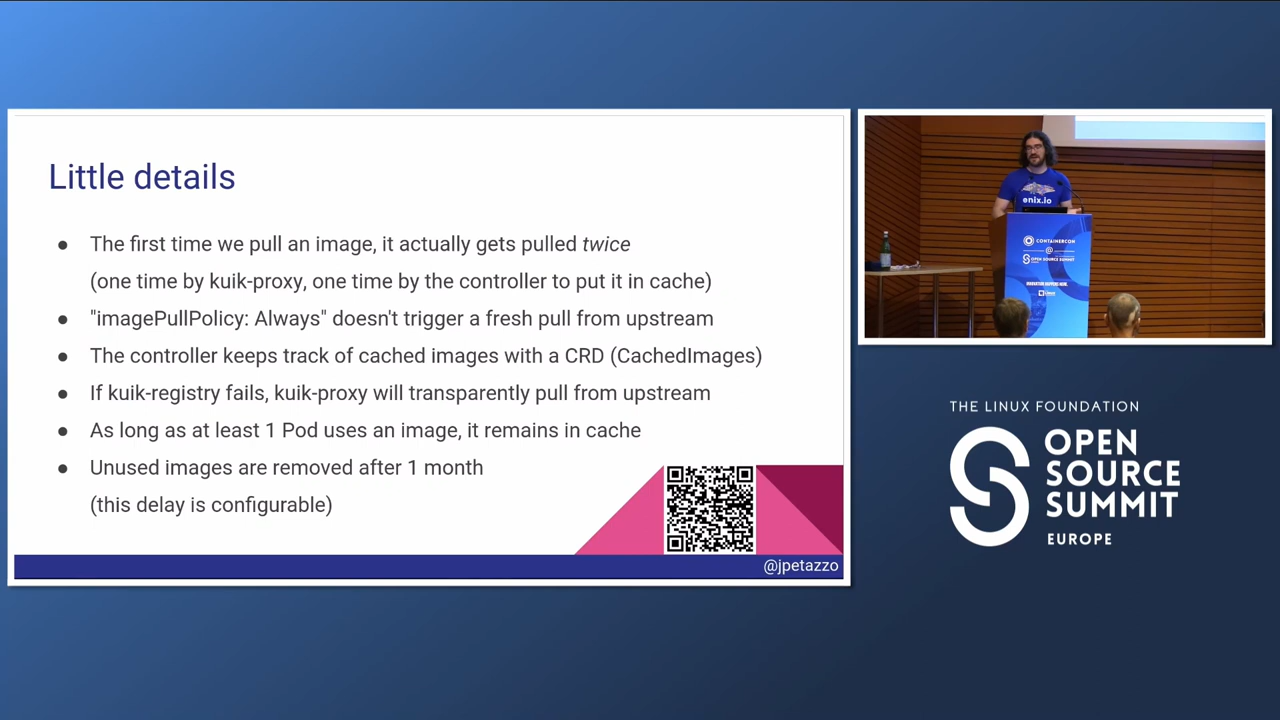 Little details
● The first time we pull an image, it actually gets pulled twice
(one time by kuik-proxy, one time by the controller to put it in cache)
● "imagePullPolicy: Always" doesn't trigger a fresh pull from upstream
● The controller keeps track of cached images with a CRD (CachedImages)
● If kuik-registry fails, kuik-proxy will transparently pull from upstream
● As long as at least 1 Pod uses an image, it remains in cache
● Unused images are removed after 1 month
(this delay is configurable)
@jpetazzo
enix.io
CONTAINERCON
@
OPEN SOURCE SUMMIT
THE LINUX FOUNDATION
OPEN
SOURCE
SUMMIT
EUROPE